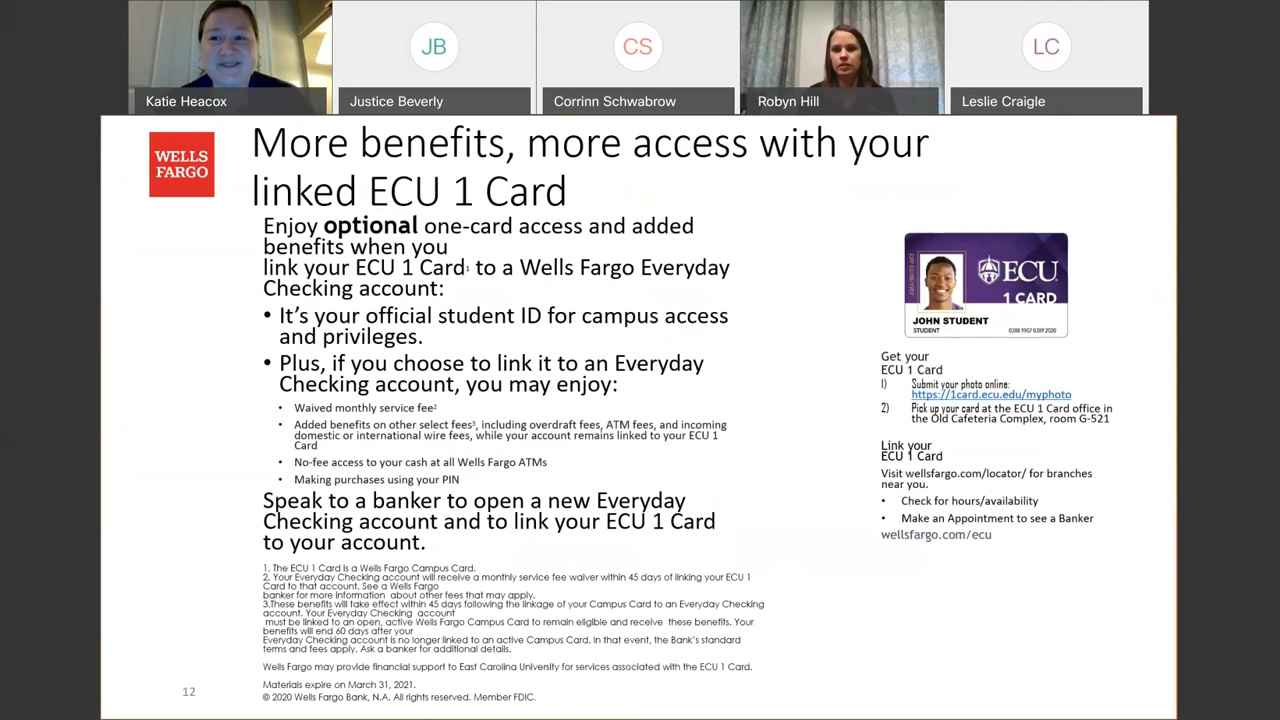 JB
CS
LC
Katie Heacox
Justice Beverly
Corrinn Schwabrow
Robyn Hill
Leslie Craigle
WELLS
FARGO
More benefits, more access with your
linked ECU 1 Card
Enjoy optional one-card access and added
benefits when you
link your ECU 1 Card1 to a Wells Fargo Everyday
Checking account:
• It's your official student ID for campus access
and privileges.
• Plus, if you choose to link it to an Everyday
Checking account, you may enjoy:
• Waived monthly service fee2
• Added benefits on other select fees3, including overdraft fees, ATM fees, and incoming
domestic or international wire fees, while your account remains linked to your ECU 1
Card
• No-fee access to your cash at all Wells Fargo ATMs
• Making purchases using your PIN
Speak to a banker to open a new Everyday
Checking account and to link your ECU 1 Card
to your account.
1. The ECU 1 Card is a Wells Fargo Campus Card.
2. Your Everyday Checking account will receive a monthly service fee waiver within 45 days of linking your ECU 1
Card to that account. See a Wells Fargo
banker for more information about other fees that may apply.
3.These benefits will take effect within 45 days following the linkage of your Campus Card to an Everyday Checking
account. Your Everyday Checking account
must be linked to an open, active Wells Fargo Campus Card to remain eligible and receive these benefits. Your
benefits will end 60 days after your
Everyday Checking account is no longer linked to an active Campus Card. In that event, the Bank's standard
terms and fees apply. Ask a banker for additional details.
Wells Fargo may provide financial support to East Carolina University for services associated with the ECU 1 Card.
Materials expire on March 31, 2021.
© 2020 Wells Fargo Bank, N.A. All rights reserved. Member FDIC.
12
ECU
1 CARD
JOHN STUDENT
STUDENT
0308 1907 0309 2020
Get your
ECU 1 Card
1) Submit your photo online:
https://1card.ecu.edu/myphoto
2) Pick up your card at the ECU 1 Card office in
the Old Cafeteria Complex, room G-521
Link your
ECU 1 Card
Visit wellsfargo.com/locator/ for branches
near you.
• Check for hours/availability
• Make an Appointment to see a Banker
wellsfargo.com/ecu